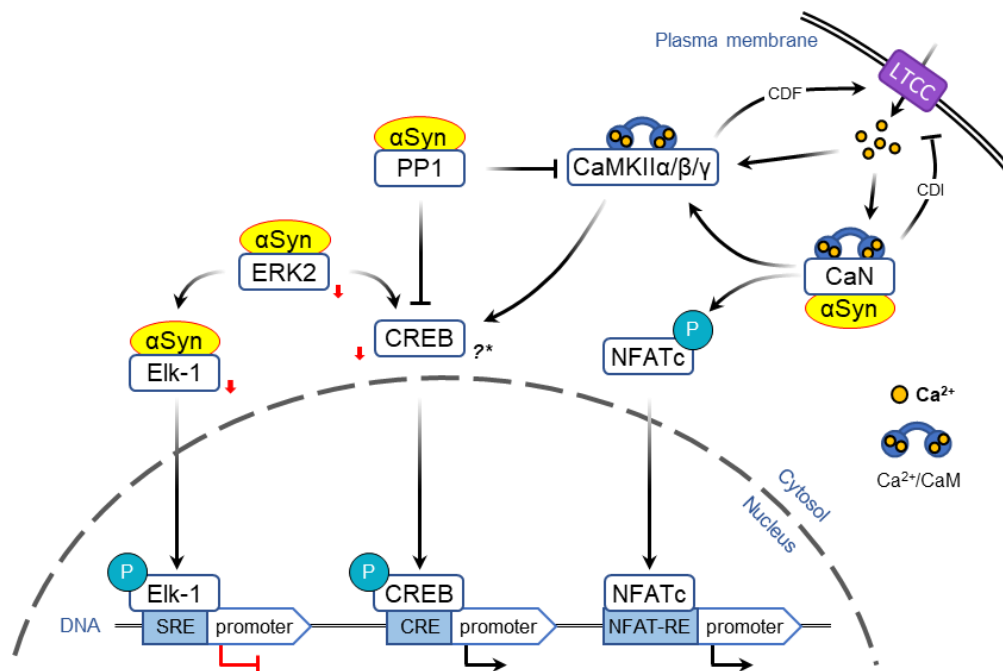 Plasma membrane
LTCC
CDF
αSyn
PP1
CaMKIIα/β/γ
CDI
αSyn
ERK2
CaN
αSyn
αSyn
Elk-1
CREB
?*
P
NFATc
Ca²⁺
Ca²⁺/CaM
Cytosol
Nucleus
P
Elk-1
P
CREB
NFATc
DNA
SRE
promoter
CRE
promoter
NFAT-RE
promoter